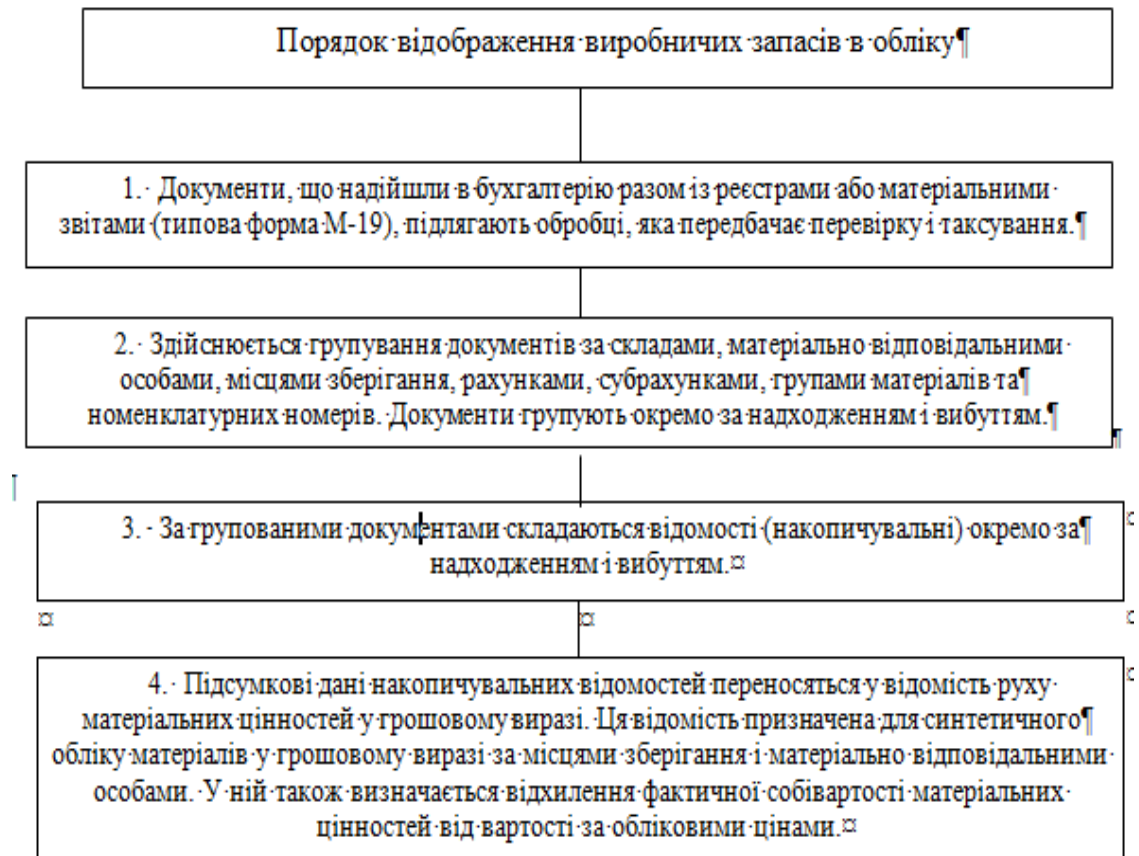 Порядок відображення виробничих запасів в обліку
1. Документи, що надійшли в бухгалтерію разом із реєстрами або матеріальними
звітами (типова форма М-19), підлягають обробці, яка передбачає перевірку і таксування.
2. Здійснюється групування документів за складами, матеріально відповідальними
особами, місцями зберігання, рахунками, субрахунками, групами матеріалів та
номенклатурних номерів. Документи групують окремо за надходженням і вибуттям.
3. - За групованими документами складаються відомості (накопичувальні) окремо за
надходженням і вибуттям.
4. Підсумкові дані накопичувальних відомостей переносяться у відомість руху
матеріальних цінностей у грошовому виразі. Ця відомість призначена для синтетичного
обліку матеріалів у грошовому виразі за місцями зберігання і матеріально відповідальними
особами. У ній також визначається відхилення фактичної собівартості матеріальних
цінностей від вартості за обліковими цінами.